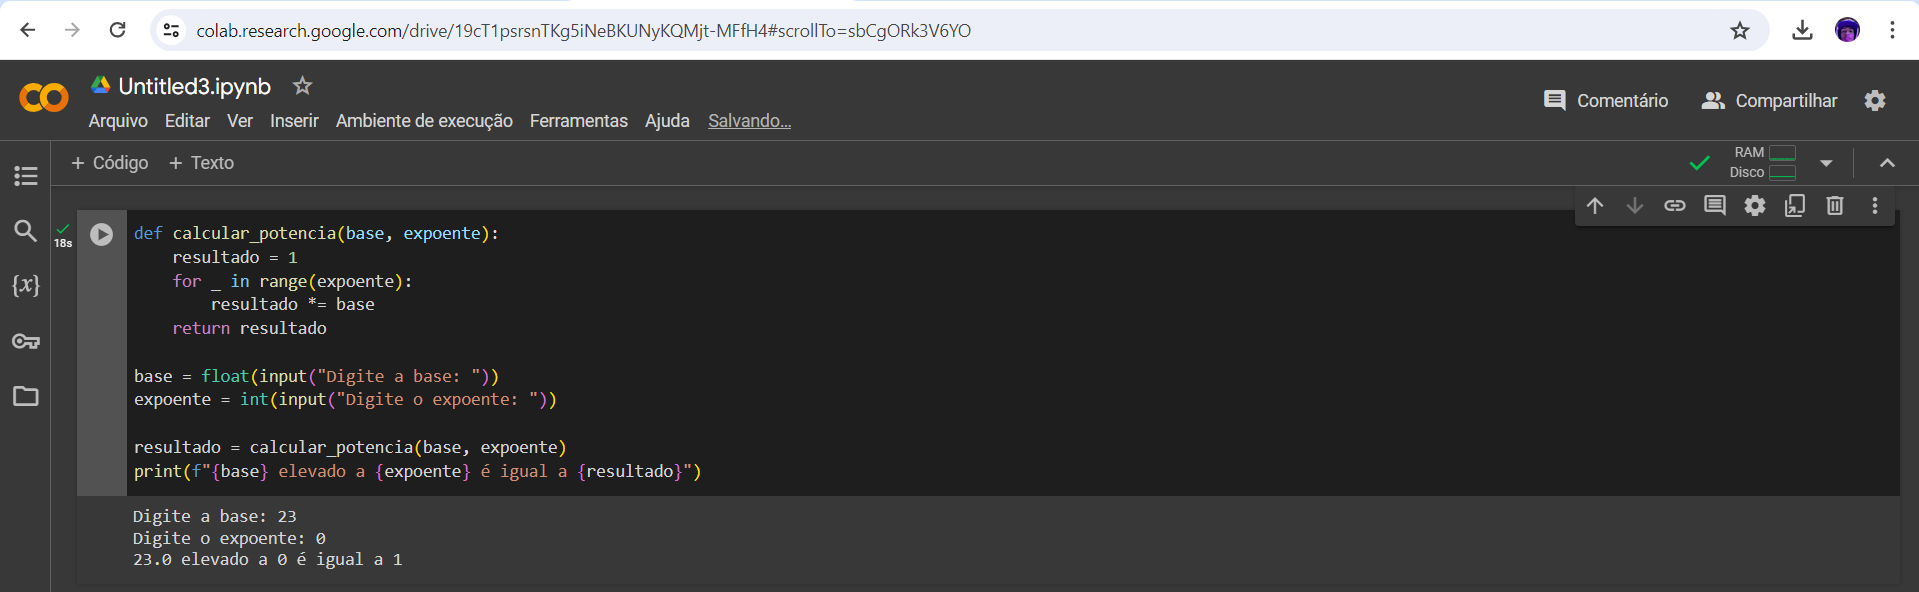 colab.research.google.com/drive/19cT1psrsnTKg5iNeBKUNyKQMjt-MFfH4#scrollTo=sbCgORk3V6YO
Untitled3.ipynb
Comentário Compartilhar
Arquivo Editar Ver Inserir Ambiente de execução Ferramentas Ajuda Salvando...
+ Código + Texto
RAM
Disco
18s
{x}
def calcular_potencia(base, expoente):
    resultado = 1
    for _ in range(expoente):
        resultado *= base
    return resultado
base = float(input("Digite a base: "))
expoente = int(input("Digite o expoente: "))
resultado = calcular_potencia(base, expoente)
print(f"{base} elevado a {expoente} é igual a {resultado}")
Digite a base: 23
Digite o expoente: 0
23.0 elevado a 0 é igual a 1